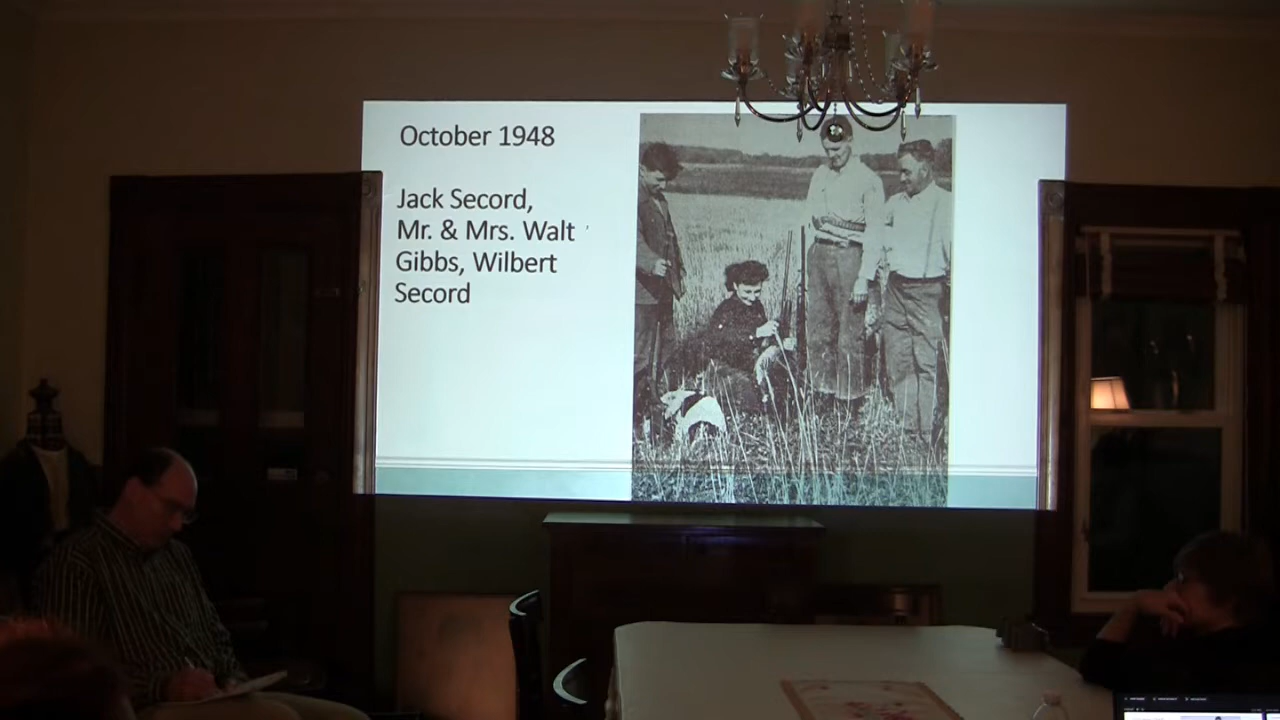 October 1948
Jack Secord,
Mr. & Mrs. Walt
Gibbs, Wilbert
Secord